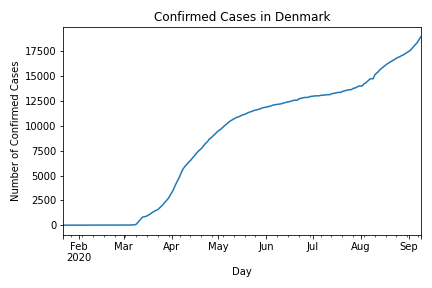 Confirmed Cases in Denmark
Number of Confirmed Cases
17500
15000
12500
10000
7500
5000
2500
0
Feb Mar Apr May Jun Jul Aug Sep
2020
Day